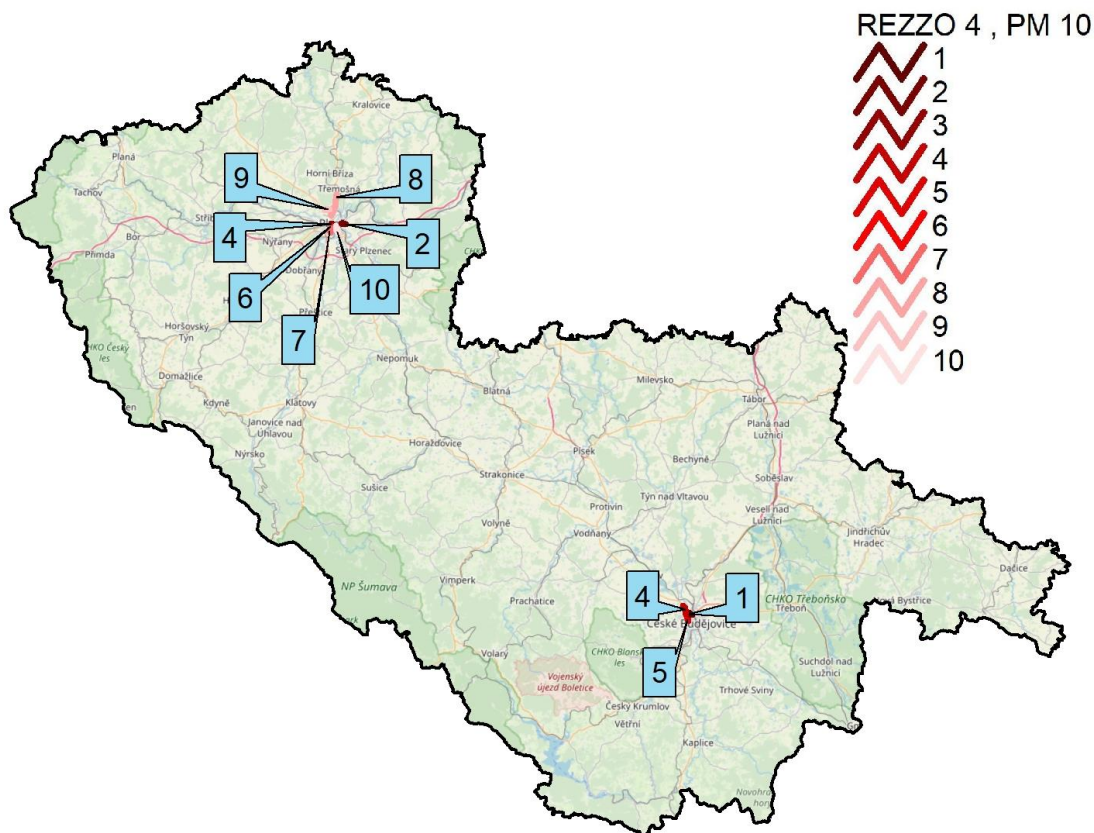 REZZO 4 , PM 10
1
2
3
4
5
6
7
8
9
10
Kralovice
Planá
Horní Bříza
Třemošná
Tachov
9
8
Bor
Nýřany
4
2
Starý Plzenec
Přimda
Dobřany
6
10
7
Horšovský
Týn
CHKO Český
les
Nepomuk
Domažlice
Blatná
Milevsko
Kdyně
Klatovy
Tábor
Janovice nad
Úhlavou
Planá nad
Lužnicí
Horažďovice
Písek
Bechyně
Nýrsko
Strakonice
Soběslav
Sušice
Týn nad Vltavou
Protivín
Veselí nad
Lužnicí
Volyně
Vodňany
Jindřichův
Hradec
Dačice
NP Šumava
Vimperk
Prachatice
4
1
CHKO Třeboňsko
Třeboň
České Budějovice
Volary
CHKO Blanský
les
5
Suchdol nad
Lužnicí
Vojenský
újezd Boletice
Trhové Sviny
Český Krumlov
Větřní
Kaplice